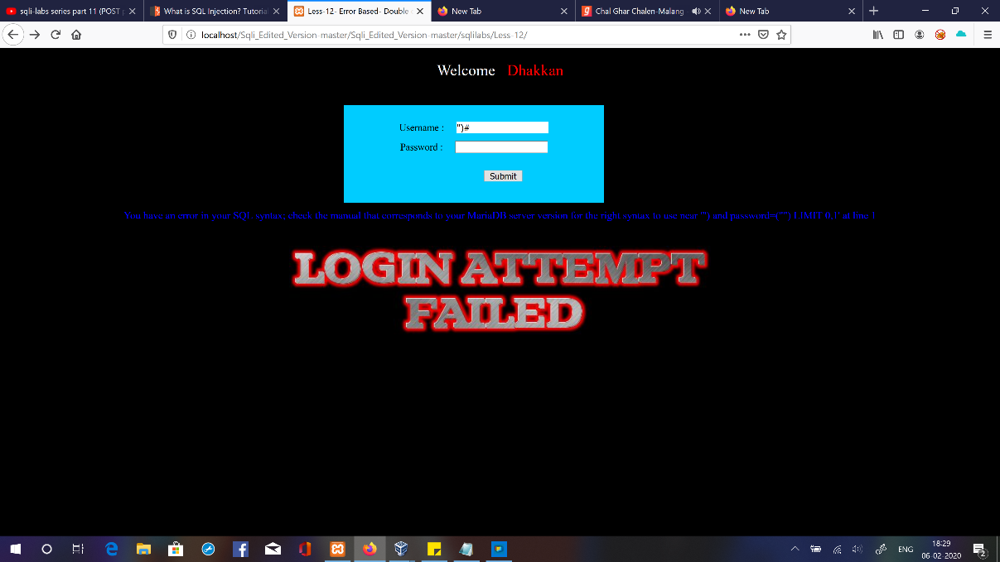 sqli-labs series part 11 (POST p
What is SQL Injection? Tutorial
Less-12- Error Based- Double q
New Tab
Chal Ghar Chalen-Malang
New Tab
localhost/Sqli_Edited_Version-master/Sqli_Edited_Version-master/sqlilabs/Less-12/
Welcome Dhakkan
Username : ")#
Password :
Submit
You have an error in your SQL syntax; check the manual that corresponds to your MariaDB server version for the right syntax to use near '") and password=("") LIMIT 0,1' at line 1
LOGIN ATTEMPT
FAILED
ENG
18:29
06-02-2020
2